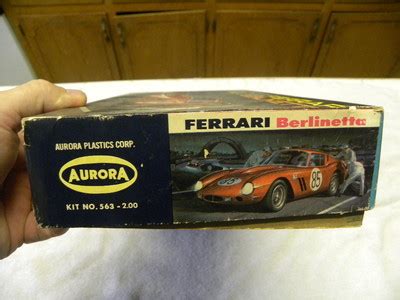 FERRARI Berlinetta
AURORA PLASTICS CORP.
AURORA
KIT NO. 563 - 2.00
85